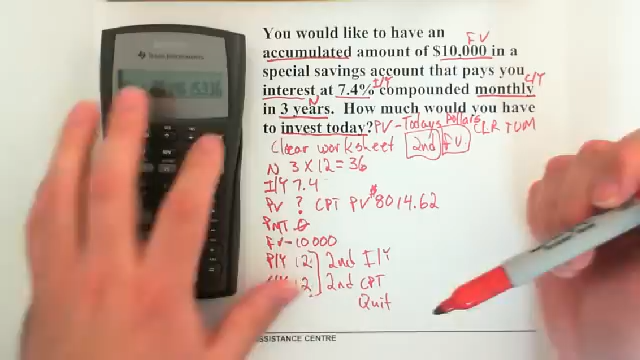 You would like to have an
FV
accumulated amount of $10,000 in a
special savings account that pays you
I/Y C/Y
interest at 7.4% compounded monthly
N
in 3 years. How much would you have
to invest today? PV - Todays Dollars
CLR TVM
Clear worksheet 2nd FV
N 3 X 12 = 36
I/Y 7.4
PV ? CPT PV $8014.62
PMT 0
FV - 10000
P/Y 12 2nd I/Y
12 2nd CPT
Quit
ASSISTANCE CENTRE
Texas Instruments